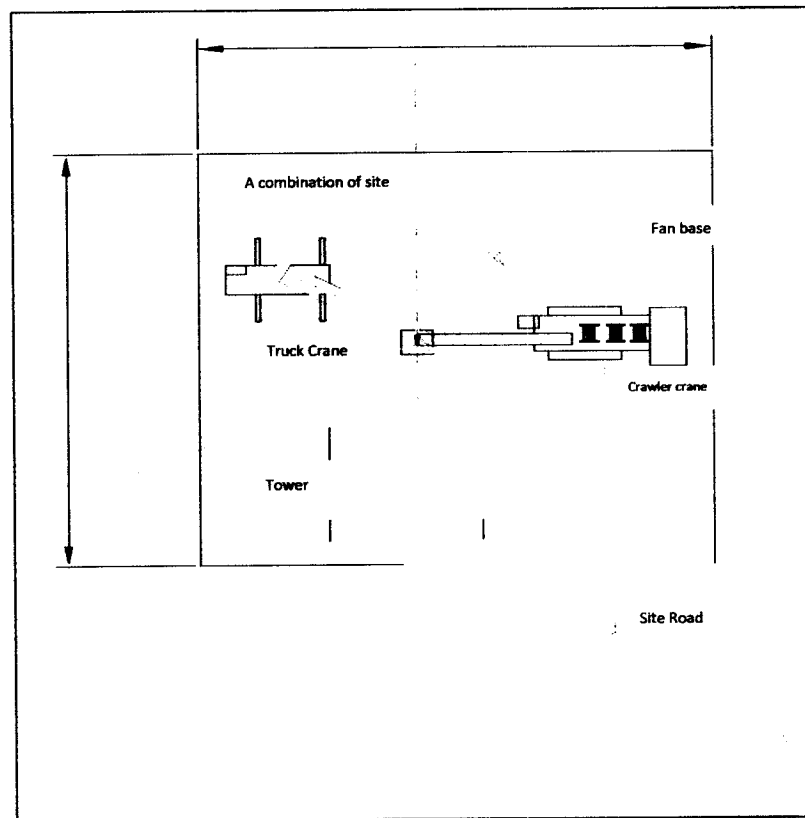 A combination of site
Fan base
Truck Crane
Crawler crane
Tower
Site Road